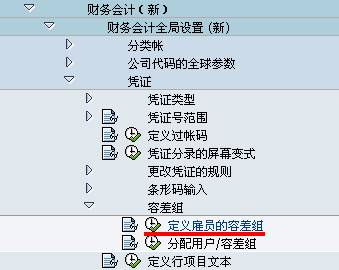 财务会计（新）
财务会计全局设置 (新)
分类帐
公司代码的全球参数
凭证
凭证类型
凭证号范围
定义过帐码
凭证分录的屏幕变式
更改凭证的规则
条形码输入
容差组
定义雇员的容差组
分配用户/容差组
定义行项目文本